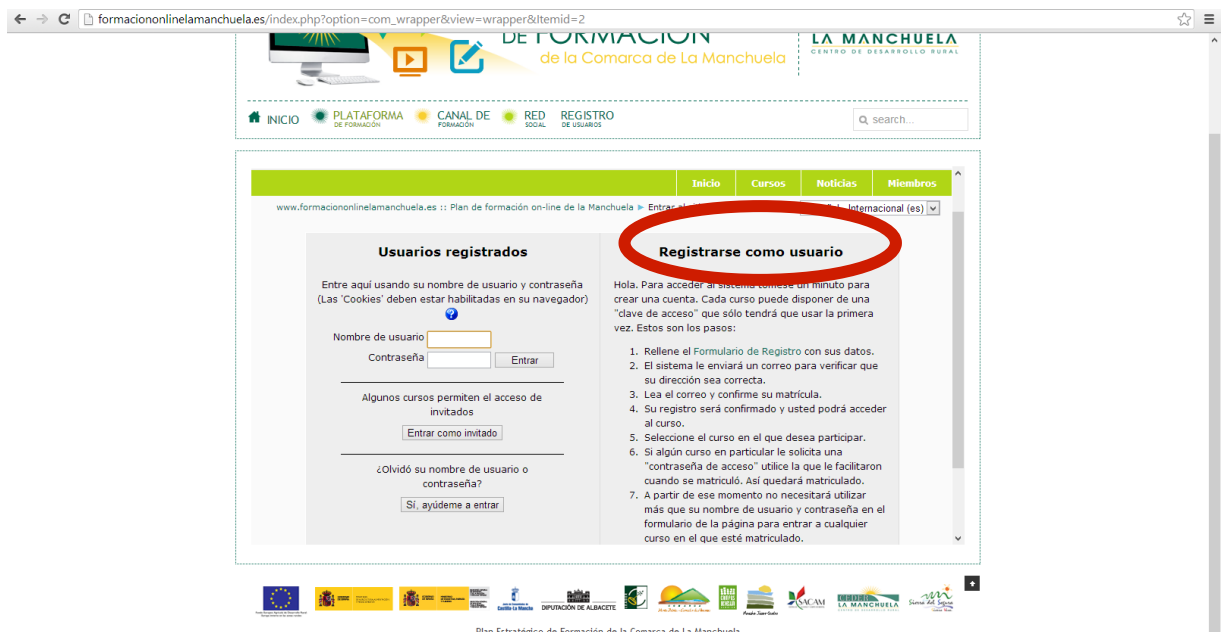 formaciononlinelamanchuela.es/index.php?option=com_wrapper&view=wrapper&Itemid=2
DE FORMACIÓN
de la Comarca de La Manchuela
LA MANCHUELA
CENTRO DE DESARROLLO RURAL
INICIO
PLATAFORMA
DE FORMACIÓN
CANAL DE
FORMACIÓN
RED
SOCIAL
REGISTRO
DE USUARIOS
search...
Inicio Cursos Noticias Miembros
www.formaciononlinelamanchuela.es :: Plan de formación on-line de la Manchuela ► Entrar
Internacional (es)
Usuarios registrados
Entre aquí usando su nombre de usuario y contraseña
(Las 'Cookies' deben estar habilitadas en su navegador)
Nombre de usuario
Contraseña
Entrar
Algunos cursos permiten el acceso de
invitados
Entrar como invitado
¿Olvidó su nombre de usuario o
contraseña?
Sí, ayúdeme a entrar
Registrarse como usuario
Hola. Para acceder al sistema tómese un minuto para
crear una cuenta. Cada curso puede disponer de una
"clave de acceso" que sólo tendrá que usar la primera
vez. Estos son los pasos:
1. Rellene el Formulario de Registro con sus datos.
2. El sistema le enviará un correo para verificar que
su dirección sea correcta.
3. Lea el correo y confirme su matrícula.
4. Su registro será confirmado y usted podrá acceder
al curso.
5. Seleccione el curso en el que desea participar.
6. Si algún curso en particular le solicita una
"contraseña de acceso" utilice la que le facilitaron
cuando se matriculó. Así quedará matriculado.
7. A partir de ese momento no necesitará utilizar
más que su nombre de usuario y contraseña en el
formulario de la página para entrar a cualquier
curso en el que esté matriculado.
Castilla-La Mancha
DIPUTACIÓN DE ALBACETE
SACAM
CEDER
LA MANCHUELA
Sierra del Segura
Plan Estratégico de Formación de la Comarca de La Manchuela